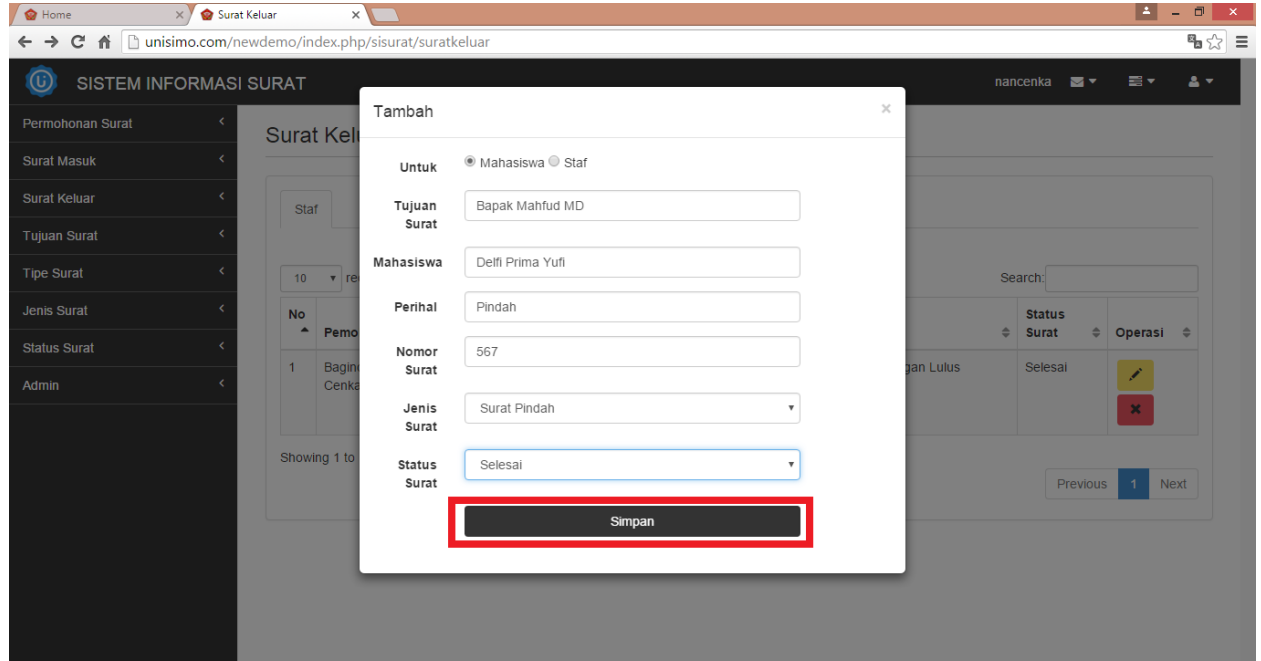 Home
Surat Keluar
unisimo.com/newdemo/index.php/sisurat/suratkeluar
SISTEM INFORMASI SURAT
nancenka
Permohonan Surat
Surat Masuk
Surat Keluar
Tujuan Surat
Tipe Surat
Jenis Surat
Status Surat
Admin
Surat Kel
Staf
10
Search:
No
Pemo
Status
Surat
Operasi
1
Bagin
Cenka
gan Lulus
Selesai
Showing 1 to
Previous 1 Next
Tambah
×
Untuk
Mahasiswa Staf
Tujuan
Surat
Bapak Mahfud MD
Mahasiswa
Delfi Prima Yufi
Perihal
Pindah
Nomor
Surat
567
Jenis
Surat
Surat Pindah
Status
Surat
Selesai
Simpan